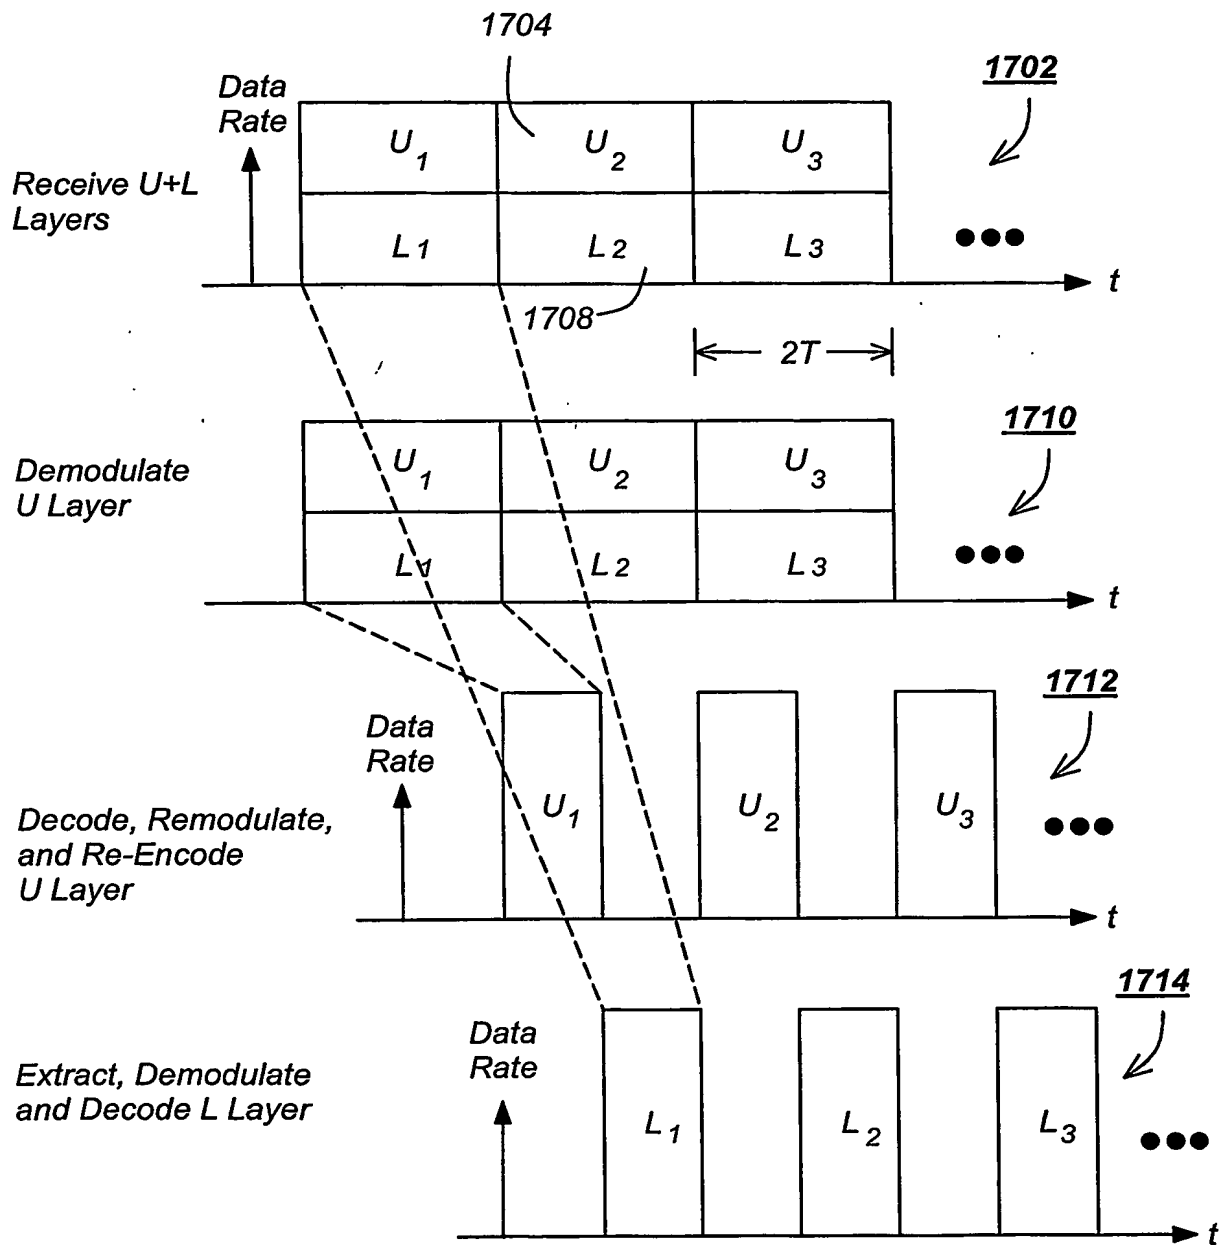 1704
1702
Data
Rate
Receive U+L
Layers
U1 U2 U3
L1 L2 L3
t
1708
2T
1710
Demodulate
U Layer
U1 U2 U3
L1 L2 L3
t
1712
Data
Rate
Decode, Remodulate,
and Re-Encode
U Layer
U1 U2 U3
t
1714
Data
Rate
Extract, Demodulate
and Decode L Layer
L1 L2 L3
t